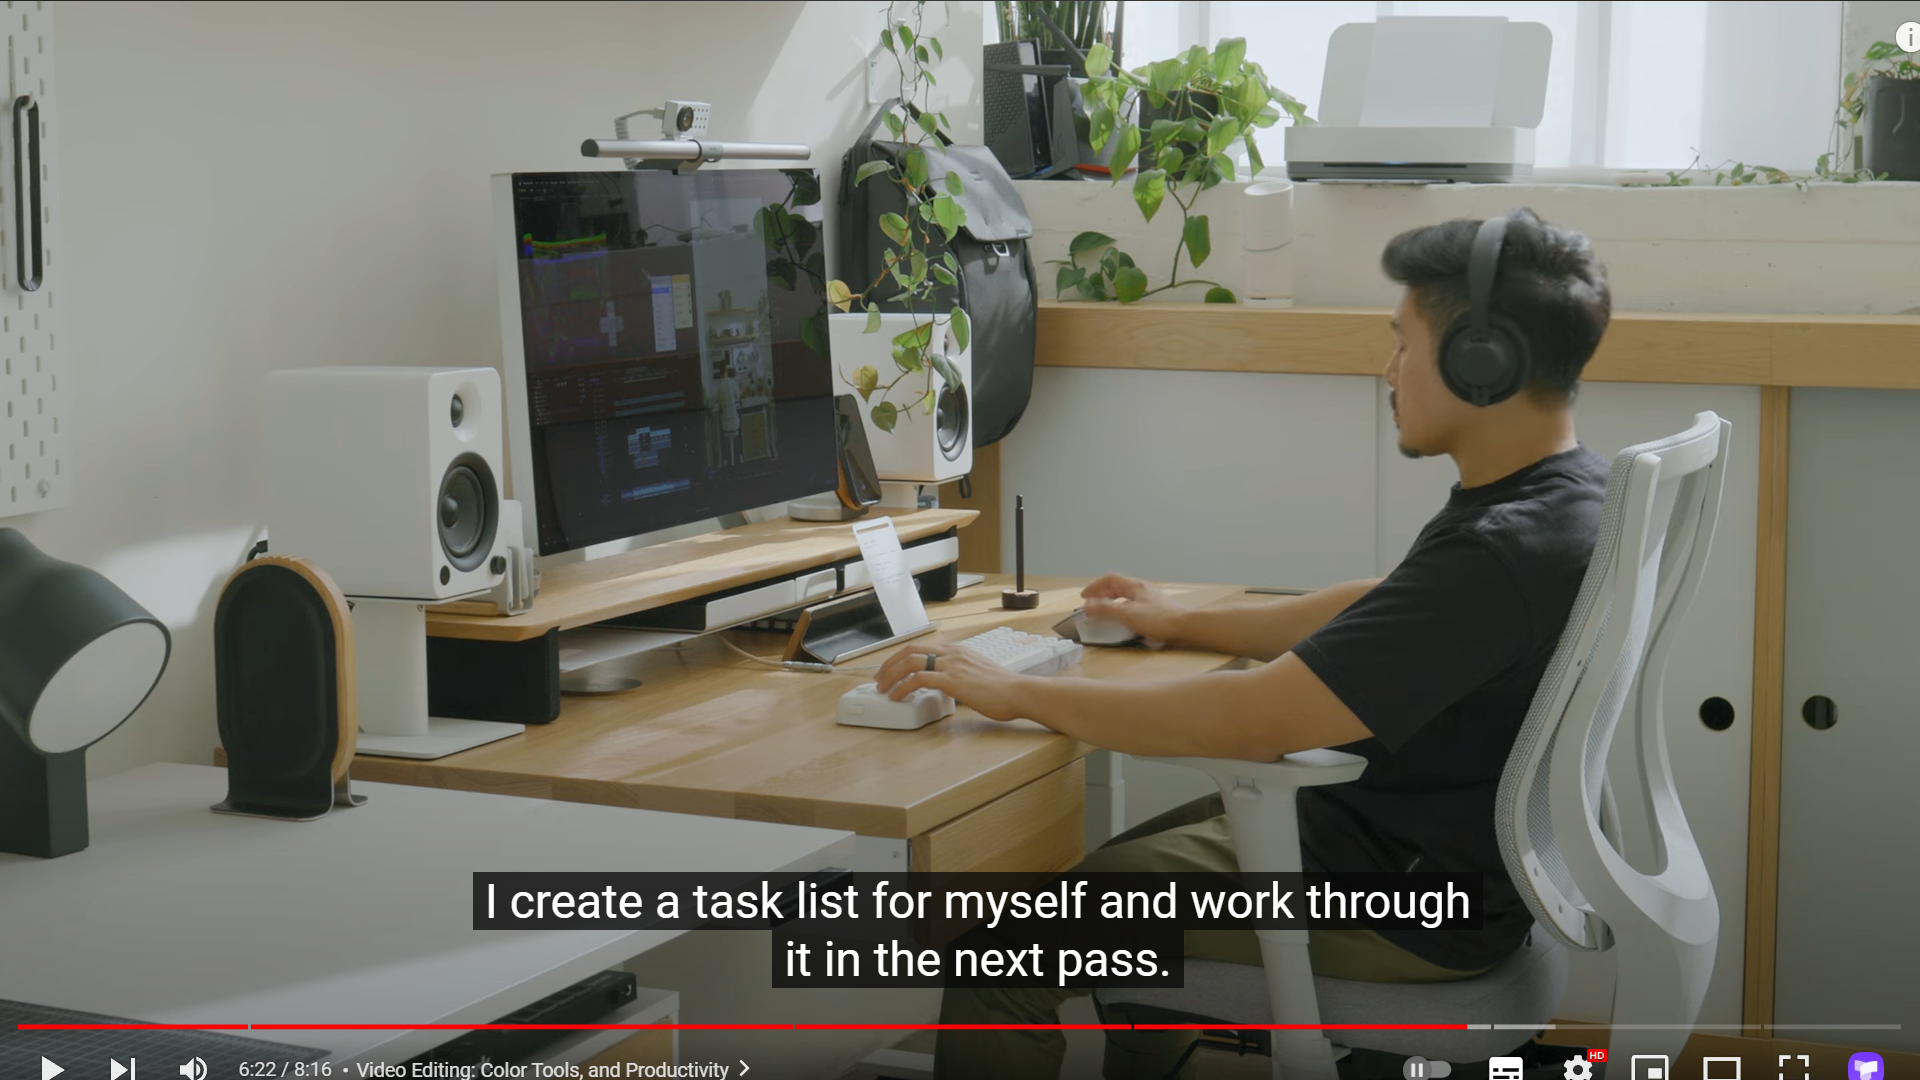 I create a task list for myself and work through
it in the next pass.
HD
6:22 / 8:16 • Video Editing: Color Tools, and Productivity >